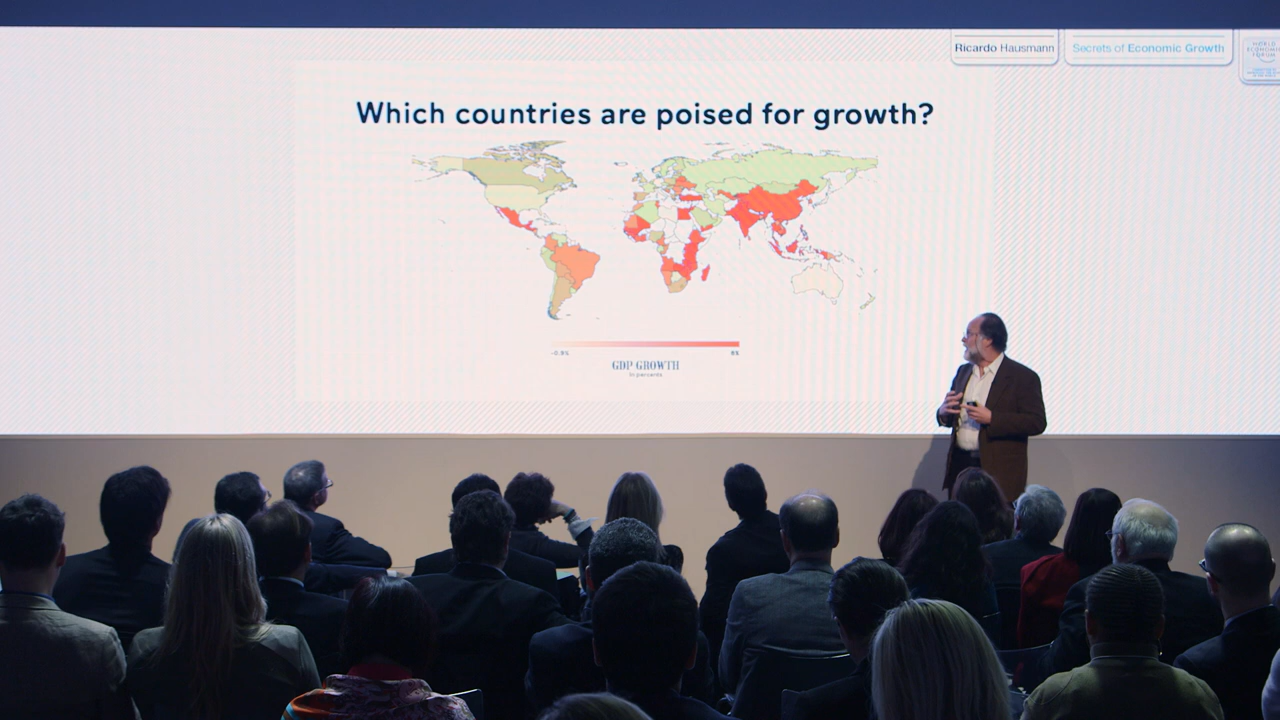 Ricardo Hausmann
Secrets of Economic Growth
WORLD
ECONOMIC
FORUM
Which countries are poised for growth?
-0.9%
8%
GDP GROWTH
In percents